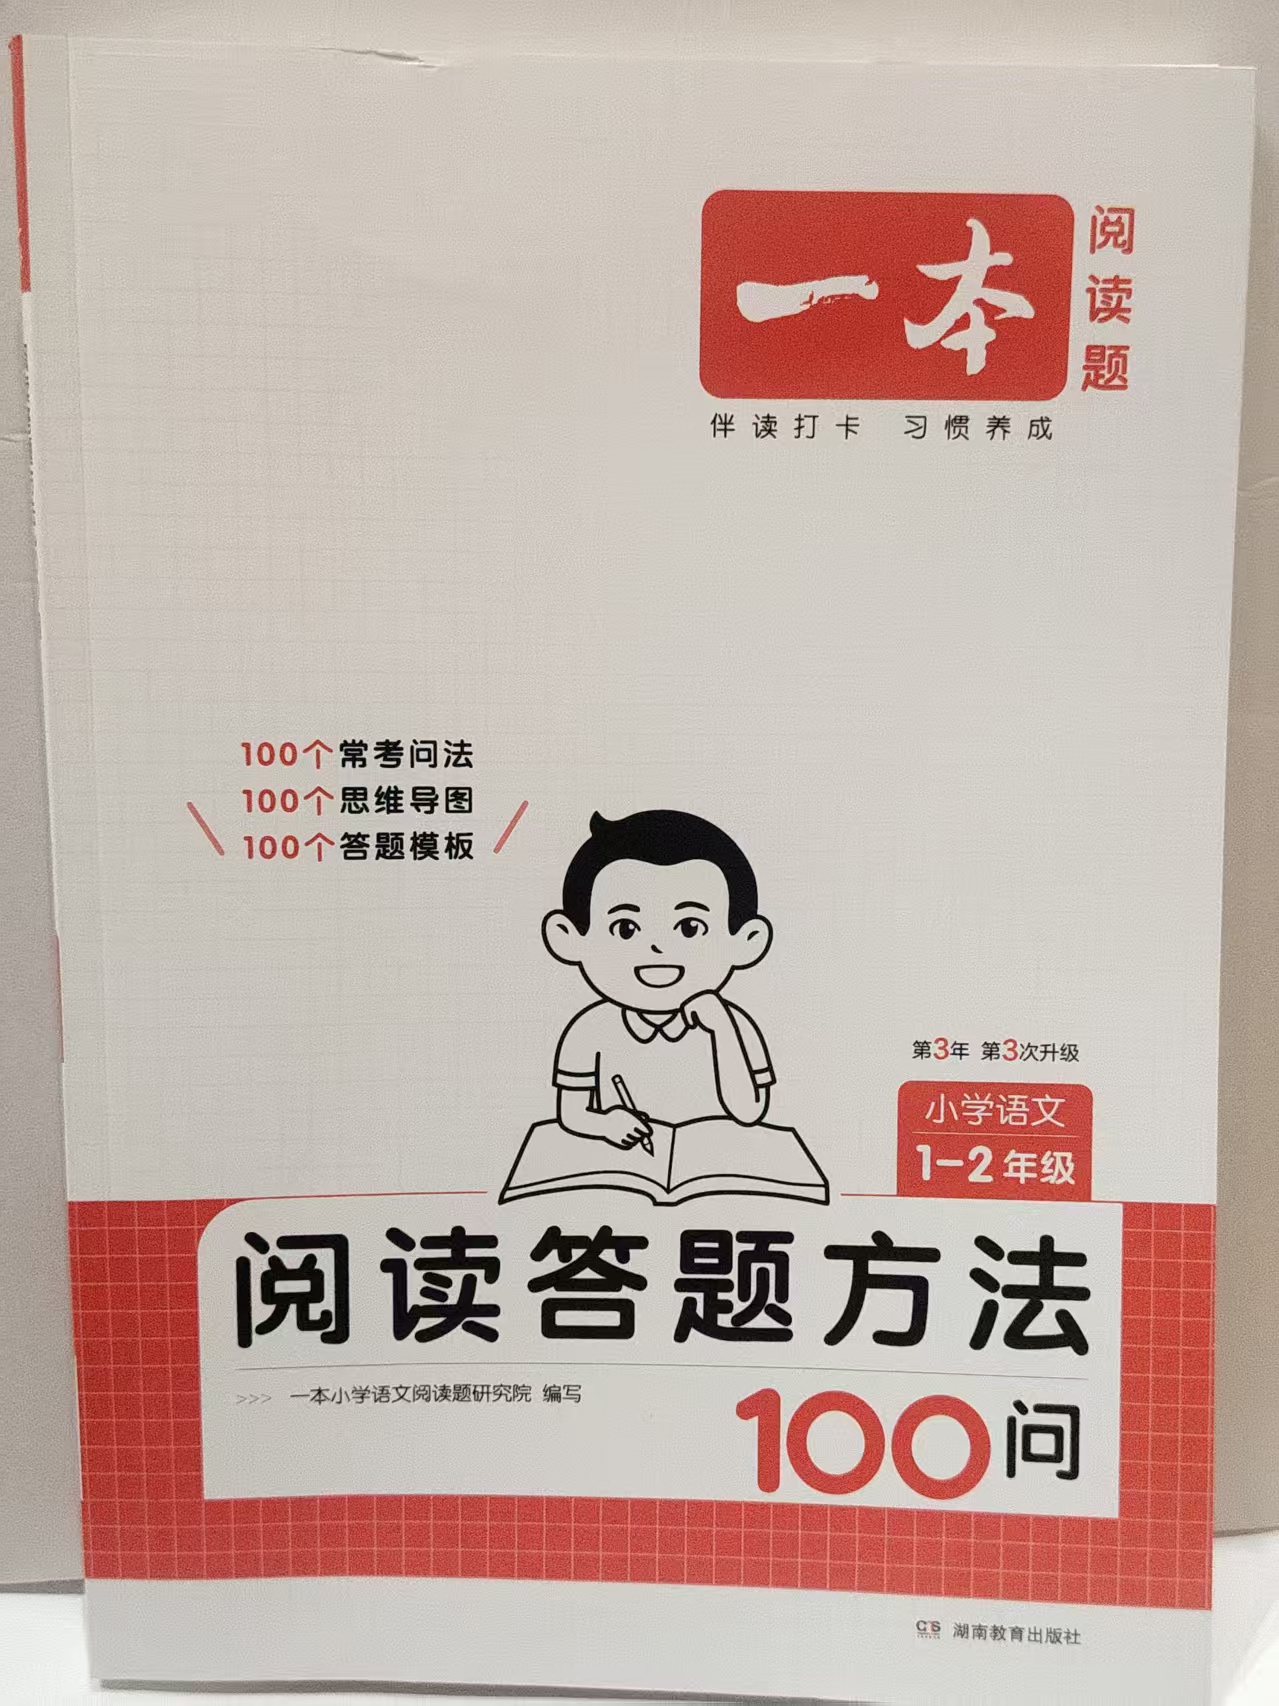 一本
阅读题
伴读打卡 习惯养成
100个常考问法
100个思维导图
100个答题模板
第3年 第3次升级
小学语文
1-2年级
阅读答题方法
100问
>>> 一本小学语文阅读题研究院 编写
湖南教育出版社